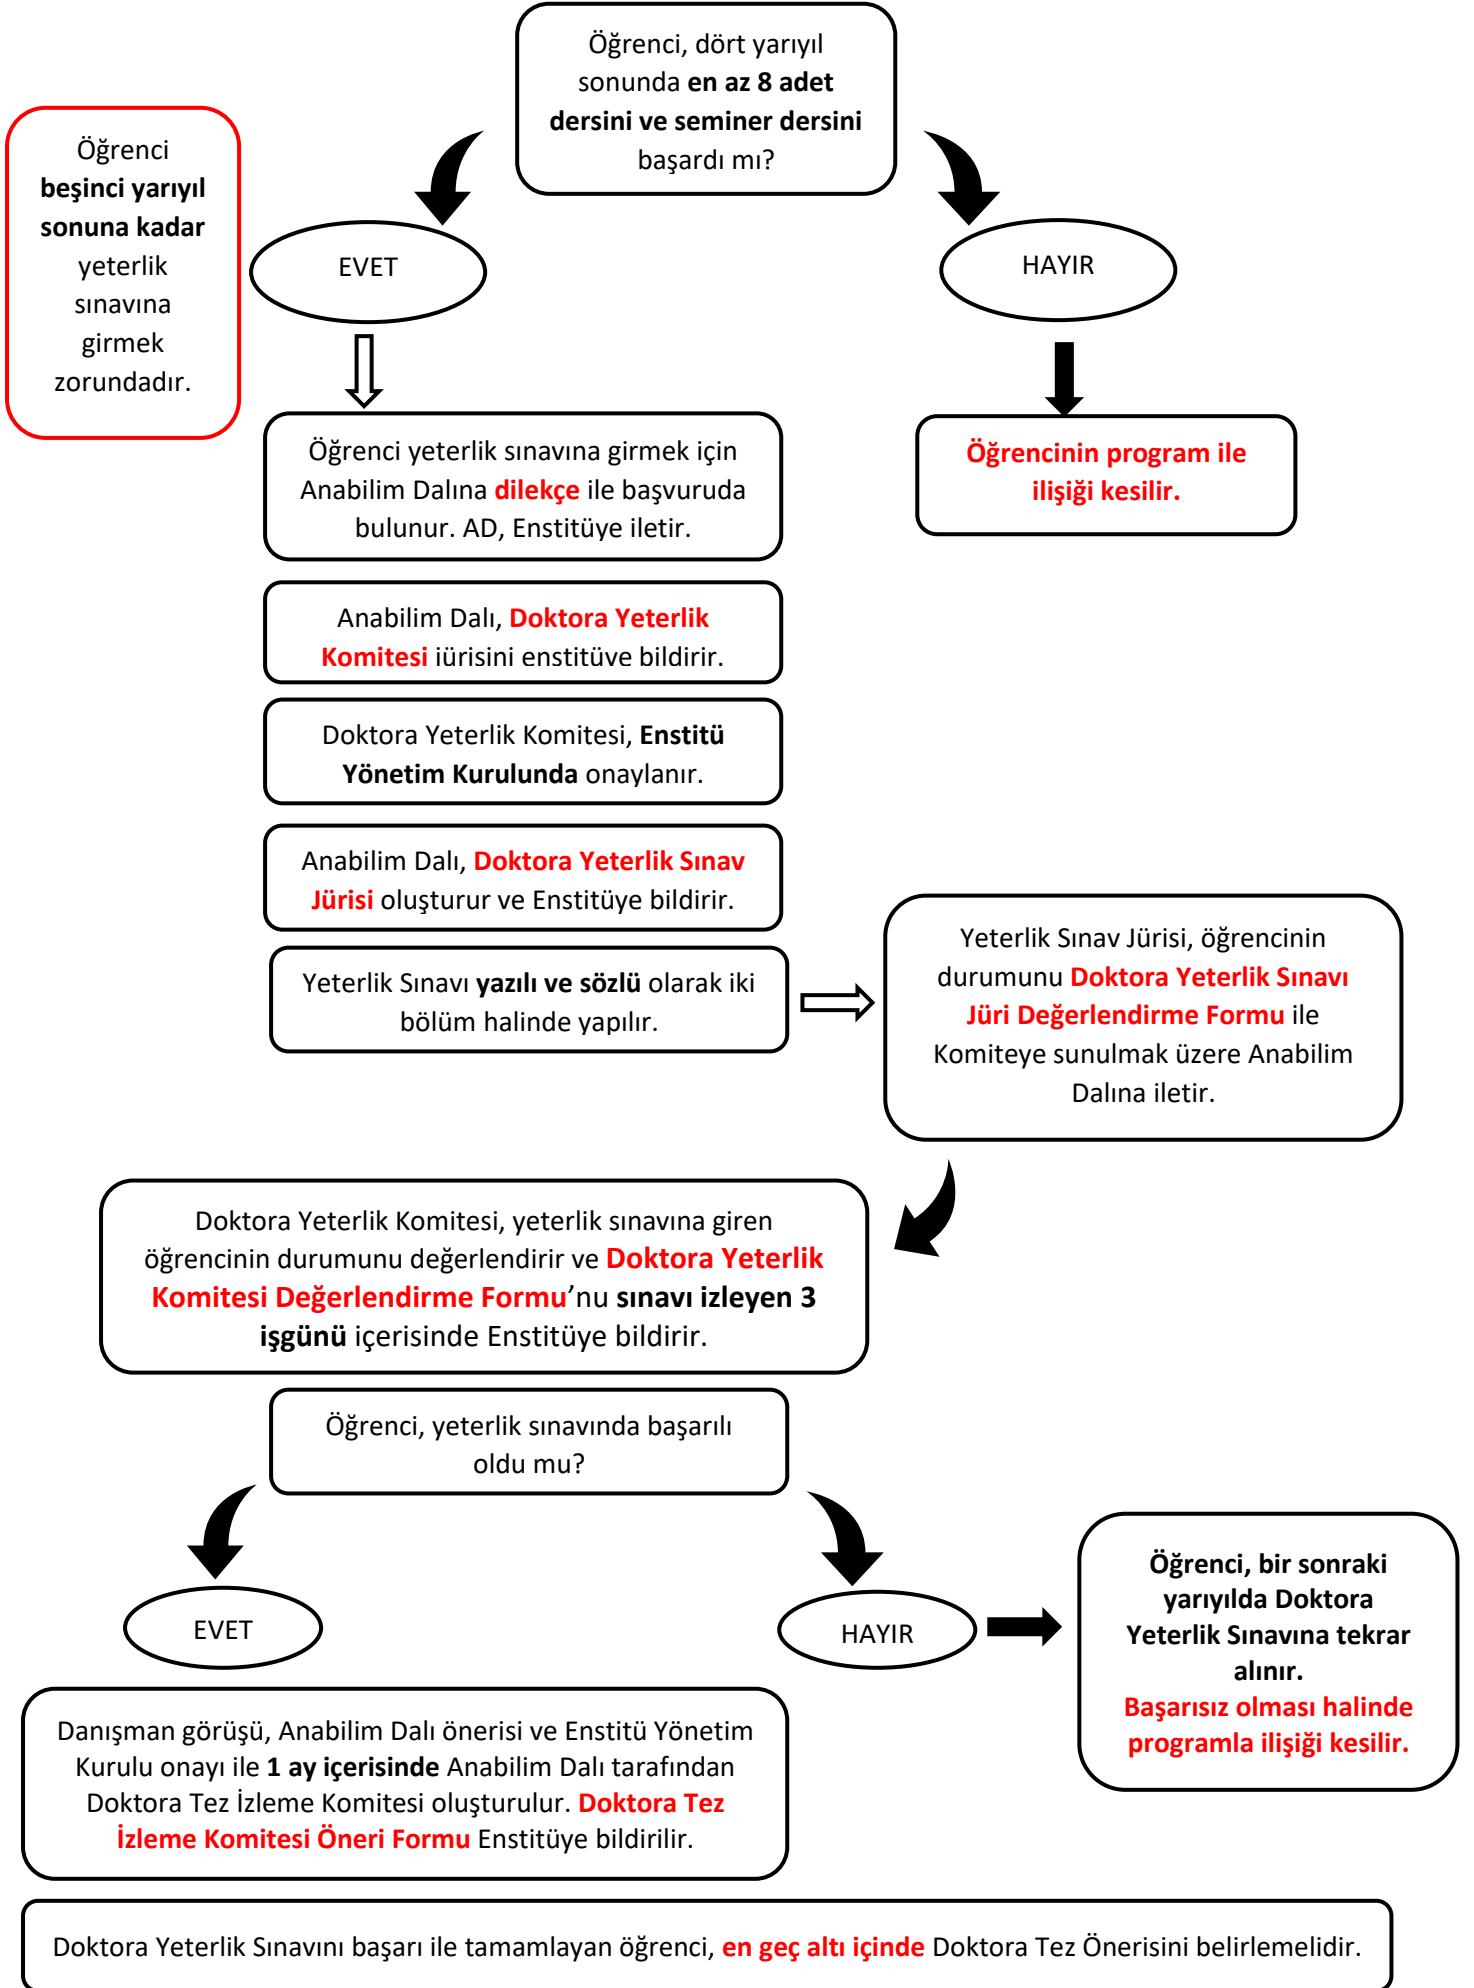 Öğrenci, dört yarıyıl
sonunda en az 8 adet
dersini ve seminer dersini
başardı mı?
Öğrenci
beşinci yarıyıl
sonuna kadar
yeterlik
sınavına
girmek
zorundadır.
EVET
HAYIR
Öğrenci yeterlik sınavına girmek için
Anabilim Dalına dilekçe ile başvuruda
bulunur. AD, Enstitüye iletir.
Öğrencinin program ile
ilişiği kesilir.
Anabilim Dalı, Doktora Yeterlik
Komitesi iürisini enstitüve bildirir.
Doktora Yeterlik Komitesi, Enstitü
Yönetim Kurulunda onaylanır.
Anabilim Dalı, Doktora Yeterlik Sınav
Jürisi oluşturur ve Enstitüye bildirir.
Yeterlik Sınavı yazılı ve sözlü olarak iki
bölüm halinde yapılır.
Yeterlik Sınav Jürisi, öğrencinin
durumunu Doktora Yeterlik Sınavı
Jüri Değerlendirme Formu ile
Komiteye sunulmak üzere Anabilim
Dalına iletir.
Doktora Yeterlik Komitesi, yeterlik sınavına giren
öğrencinin durumunu değerlendirir ve Doktora Yeterlik
Komitesi Değerlendirme Formu’nu sınavı izleyen 3
işgünü içerisinde Enstitüye bildirir.
Öğrenci, yeterlik sınavında başarılı
oldu mu?
EVET
HAYIR
Öğrenci, bir sonraki
yarıyılda Doktora
Yeterlik Sınavına tekrar
alınır.
Başarısız olması halinde
programla ilişiği kesilir.
Danışman görüşü, Anabilim Dalı önerisi ve Enstitü Yönetim
Kurulu onayı ile 1 ay içerisinde Anabilim Dalı tarafından
Doktora Tez İzleme Komitesi oluşturulur. Doktora Tez
İzleme Komitesi Öneri Formu Enstitüye bildirilir.
Doktora Yeterlik Sınavını başarı ile tamamlayan öğrenci, en geç altı içinde Doktora Tez Önerisini belirlemelidir.